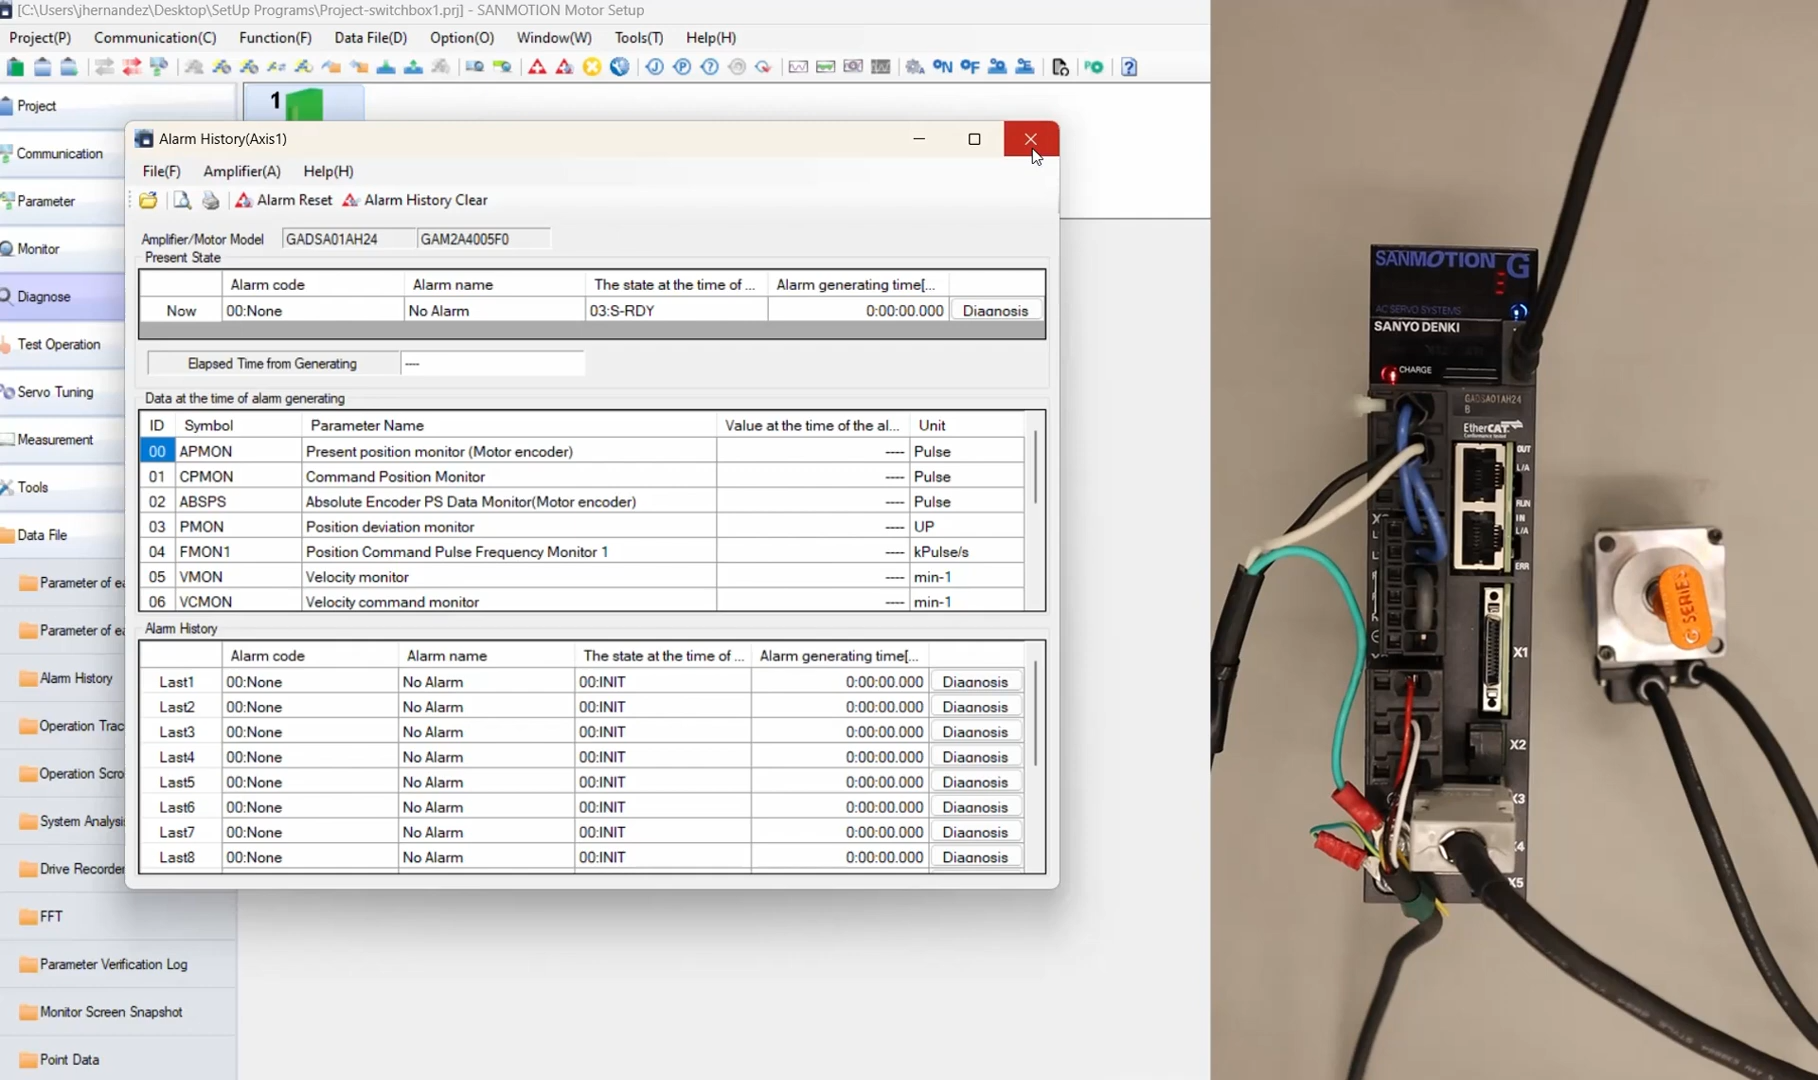 [C:\Users\jhernandez\Desktop\SetUp Programs\Project-switchbox1.prj] - SANMOTION Motor Setup
Project(P) Communication(C) Function(F) Data File(D) Option(O) Window(W) Tools(T) Help(H)
Project
Communication
Parameter
Monitor
Diagnose
Test Operation
Servo Tuning
Measurement
Tools
Data File
Parameter of ea
Parameter of ea
Alarm History
Operation Trac
Operation Scro
System Analysi
Drive Recorder
FFT
Parameter Verification Log
Monitor Screen Snapshot
Point Data
1
Alarm History(Axis1)
File(F) Amplifier(A) Help(H)
Alarm Reset Alarm History Clear
Amplifier/Motor Model GADSA01AH24 GAM2A4005F0
Present State
Alarm code Alarm name The state at the time of ... Alarm generating time[...
Now 00:None No Alarm 03:S-RDY 0:00:00.000 Diagnosis
Elapsed Time from Generating ----
Data at the time of alarm generating
ID Symbol Parameter Name Value at the time of the al... Unit
00 APMON Present position monitor (Motor encoder) ---- Pulse
01 CPMON Command Position Monitor ---- Pulse
02 ABSPS Absolute Encoder PS Data Monitor(Motor encoder) ---- Pulse
03 PMON Position deviation monitor ---- UP
04 FMON1 Position Command Pulse Frequency Monitor 1 ---- kPulse/s
05 VMON Velocity monitor ---- min-1
06 VCMON Velocity command monitor ---- min-1
Alarm History
Alarm code Alarm name The state at the time of ... Alarm generating time[...
Last1 00:None No Alarm 00:INIT 0:00:00.000 Diagnosis
Last2 00:None No Alarm 00:INIT 0:00:00.000 Diagnosis
Last3 00:None No Alarm 00:INIT 0:00:00.000 Diagnosis
Last4 00:None No Alarm 00:INIT 0:00:00.000 Diagnosis
Last5 00:None No Alarm 00:INIT 0:00:00.000 Diagnosis
Last6 00:None No Alarm 00:INIT 0:00:00.000 Diagnosis
Last7 00:None No Alarm 00:INIT 0:00:00.000 Diagnosis
Last8 00:None No Alarm 00:INIT 0:00:00.000 Diagnosis
SANMOTION G
AC SERVO SYSTEMS
SANYO DENKI
CHARGE
GADSA01AH24
B
EtherCAT
OUT
L/A
RUN
IN
L/A
ERR
X1
X2
X3
X4
X5
G SERIES